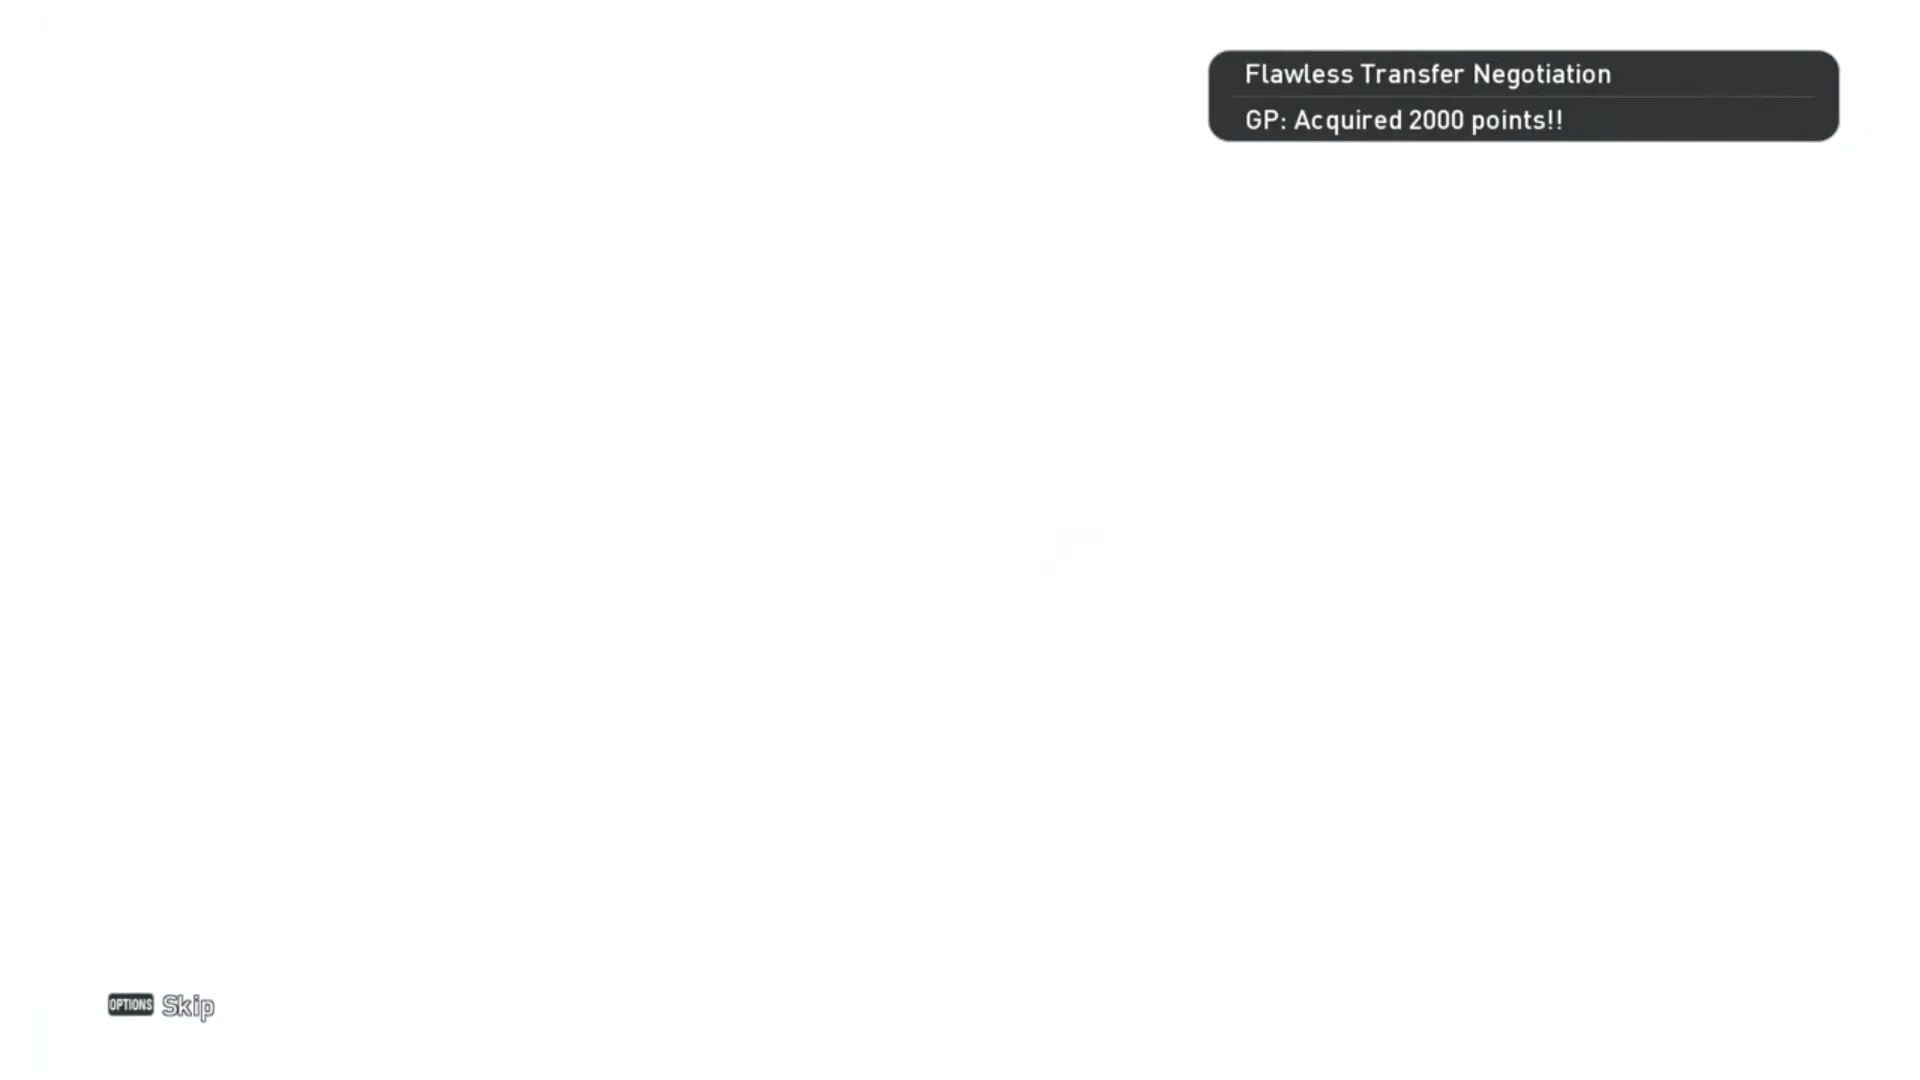 Flawless Transfer Negotiation
GP: Acquired 2000 points!!
OPTIONS Skip